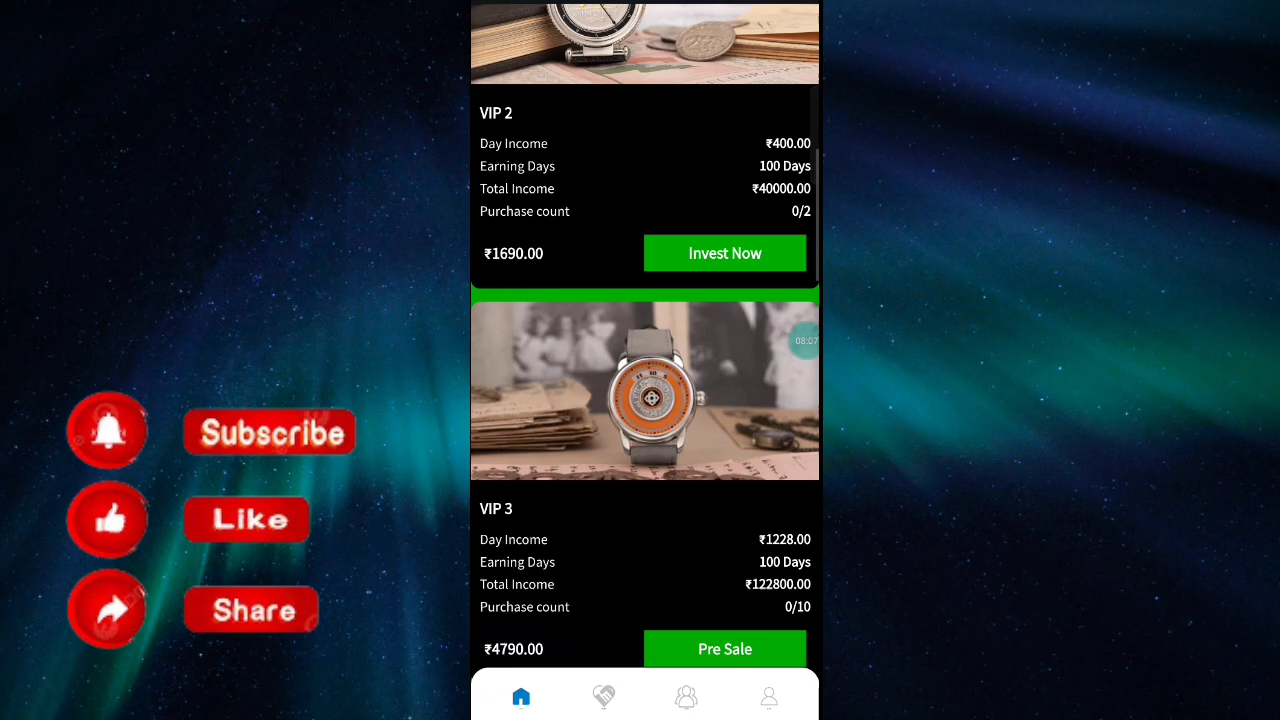 VIP 2
Day Income ₹400.00
Earning Days 100 Days
Total Income ₹40000.00
Purchase count 0/2
₹1690.00 Invest Now
08:07
VIP 3
Day Income ₹1228.00
Earning Days 100 Days
Total Income ₹122800.00
Purchase count 0/10
₹4790.00 Pre Sale
Subscribe
Like
Share